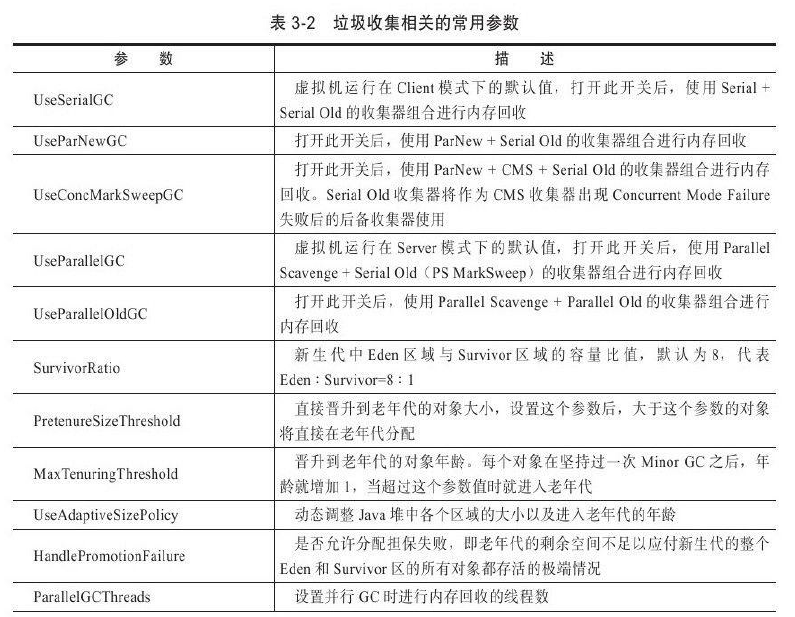 表 3-2 垃圾收集相关的常用参数
参 数 描 述
UseSerialGC
虚拟机运行在 Client 模式下的默认值，打开此开关后，使用 Serial +
Serial Old 的收集器组合进行内存回收
UseParNewGC
打开此开关后，使用 ParNew + Serial Old 的收集器组合进行内存回收
UseConcMarkSweepGC
打开此开关后，使用 ParNew + CMS + Serial Old 的收集器组合进行内存
回收。Serial Old 收集器将作为 CMS 收集器出现 Concurrent Mode Failure
失败后的后备收集器使用
UseParallelGC
虚拟机运行在 Server 模式下的默认值，打开此开关后，使用 Parallel
Scavenge + Serial Old（PS MarkSweep）的收集器组合进行内存回收
UseParallelOldGC
打开此开关后，使用 Parallel Scavenge + Parallel Old 的收集器组合进行
内存回收
SurvivorRatio
新生代中 Eden 区域与 Survivor 区域的容量比值，默认为 8，代表
Eden：Survivor=8：1
PretenureSizeThreshold
直接晋升到老年代的对象大小，设置这个参数后，大于这个参数的对象
将直接在老年代分配
MaxTenuringThreshold
晋升到老年代的对象年龄。每个对象在坚持过一次 Minor GC 之后，年
龄就增加 1，当超过这个参数值时就进入老年代
UseAdaptiveSizePolicy
动态调整 Java 堆中各个区域的大小以及进入老年代的年龄
HandlePromotionFailure
是否允许分配担保失败，即老年代的剩余空间不足以应付新生代的整个
Eden 和 Survivor 区的所有对象都存活的极端情况
ParallelGCThreads
设置并行 GC 时进行内存回收的线程数